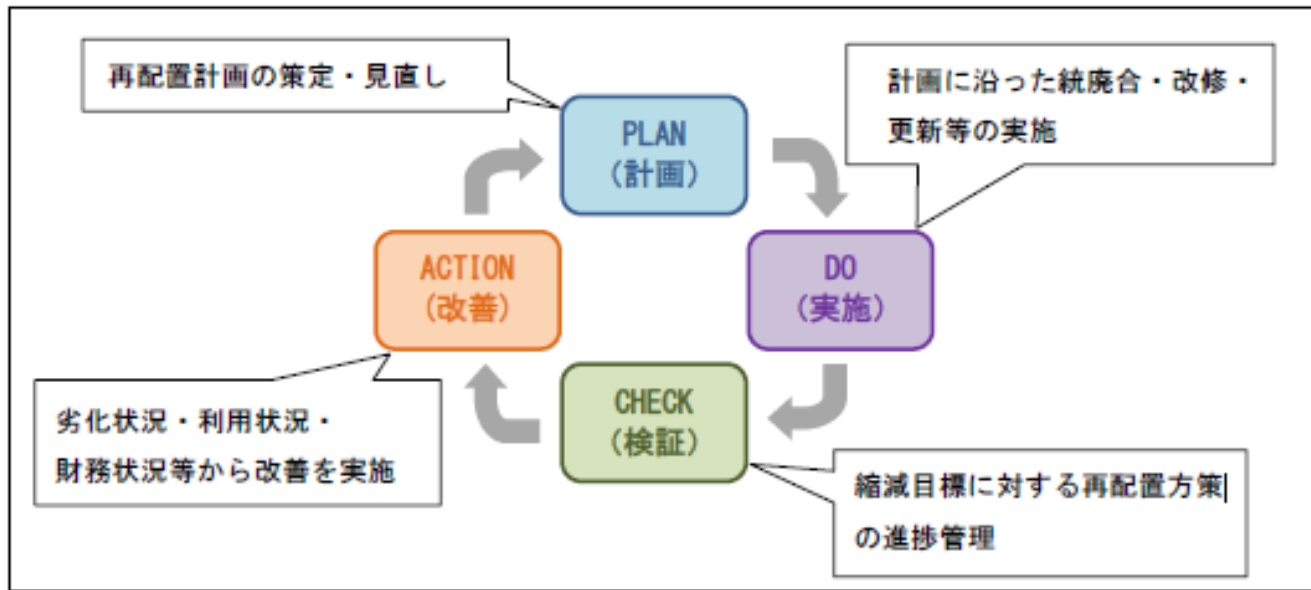 再配置計画の策定・見直し
計画に沿った統廃合・改修・
更新等の実施
PLAN
(計画)
ACTION
(改善)
DO
(実施)
CHECK
(検証)
劣化状況・利用状況・
財務状況等から改善を実施
縮減目標に対する再配置方策
の進捗管理